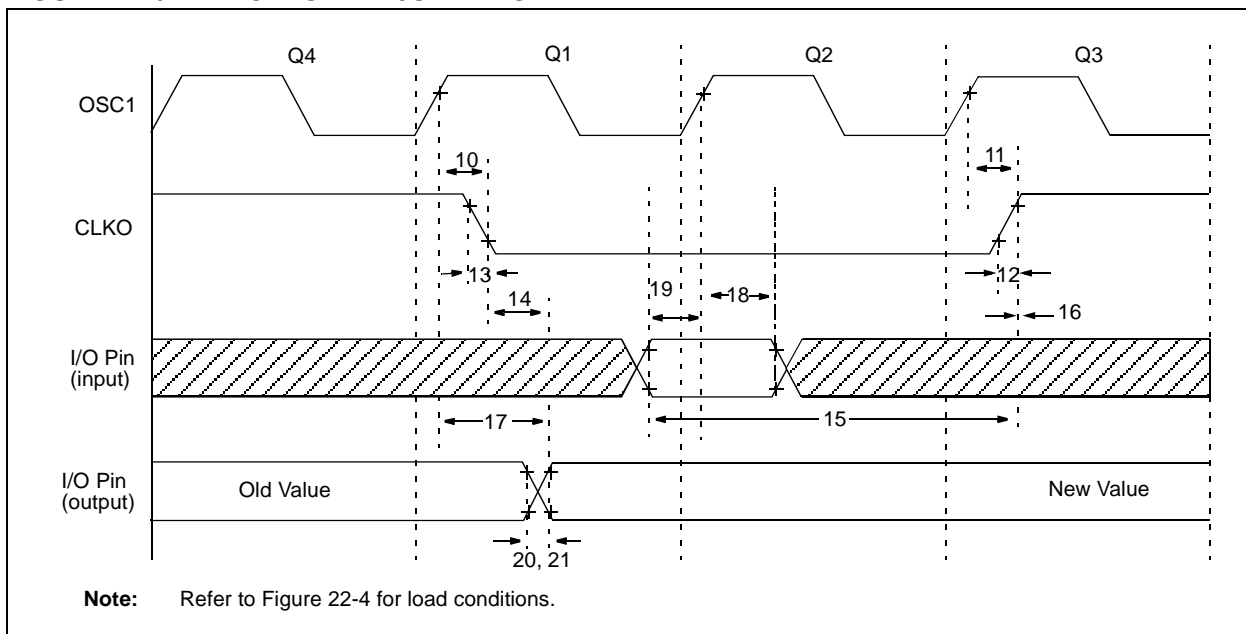 Q4 Q1 Q2 Q3
OSC1
10 11
CLKO
13 12
14 19 18
16
I/O Pin
(input)
17 15
I/O Pin
(output)
Old Value New Value
20, 21
Note: Refer to Figure 22-4 for load conditions.